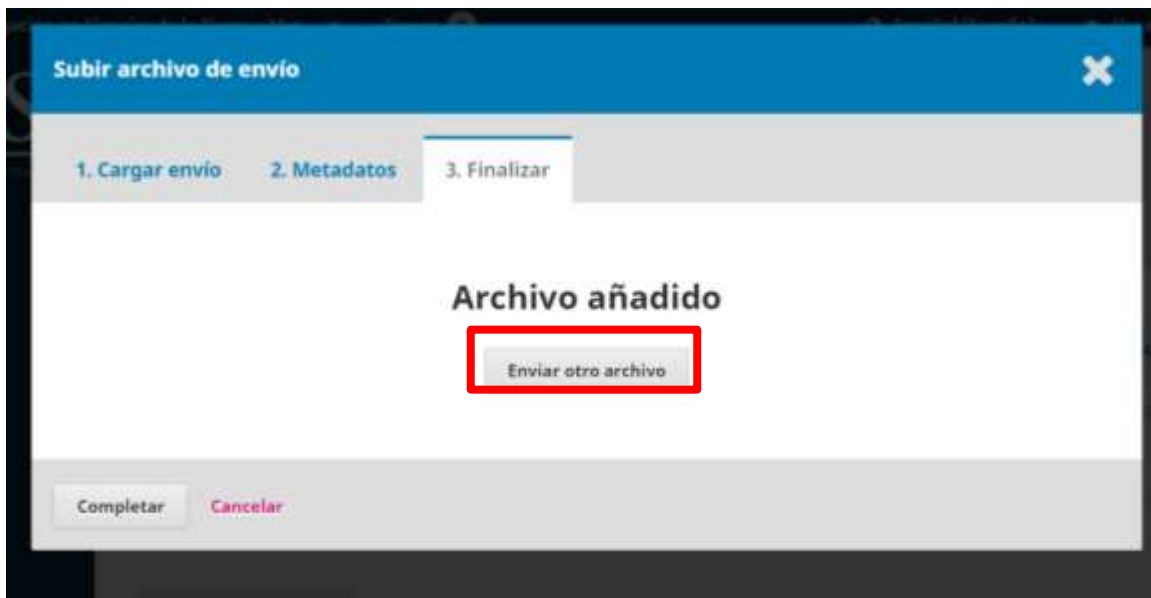 Subir archivo de envío
1. Cargar envío 2. Metadatos 3. Finalizar
Archivo añadido
Enviar otro archivo
Completar Cancelar